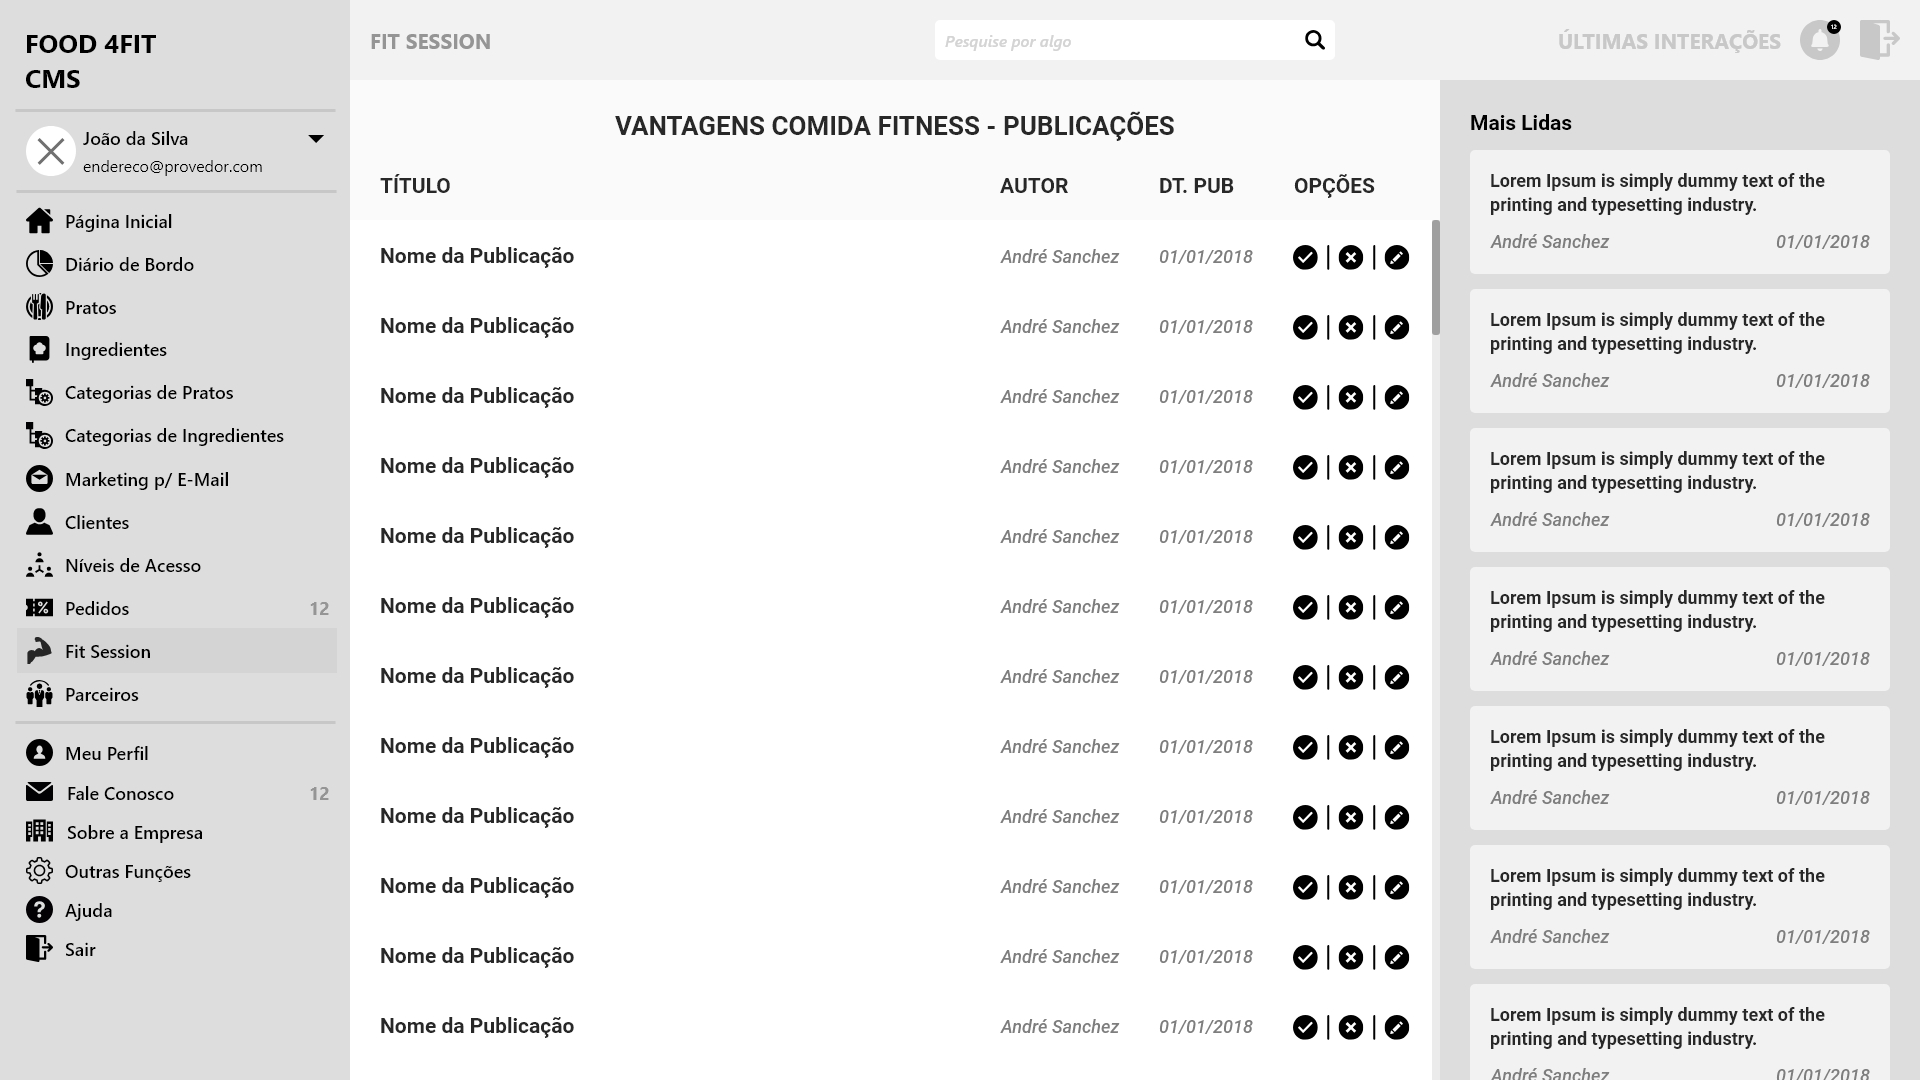 FOOD 4FIT
CMS
João da Silva
endereco@provedor.com
Página Inicial
Diário de Bordo
Pratos
Ingredientes
Categorias de Pratos
Categorias de Ingredientes
Marketing p/ E-Mail
Clientes
Níveis de Acesso
Pedidos 12
Fit Session
Parceiros
Meu Perfil
Fale Conosco 12
Sobre a Empresa
Outras Funções
Ajuda
Sair
FIT SESSION
Pesquise por algo
ÚLTIMAS INTERAÇÕES
12
VANTAGENS COMIDA FITNESS - PUBLICAÇÕES
TÍTULO AUTOR DT. PUB OPÇÕES
Nome da Publicação André Sanchez 01/01/2018
Nome da Publicação André Sanchez 01/01/2018
Nome da Publicação André Sanchez 01/01/2018
Nome da Publicação André Sanchez 01/01/2018
Nome da Publicação André Sanchez 01/01/2018
Nome da Publicação André Sanchez 01/01/2018
Nome da Publicação André Sanchez 01/01/2018
Nome da Publicação André Sanchez 01/01/2018
Nome da Publicação André Sanchez 01/01/2018
Nome da Publicação André Sanchez 01/01/2018
Nome da Publicação André Sanchez 01/01/2018
Nome da Publicação André Sanchez 01/01/2018
Mais Lidas
Lorem Ipsum is simply dummy text of the
printing and typesetting industry.
André Sanchez 01/01/2018
Lorem Ipsum is simply dummy text of the
printing and typesetting industry.
André Sanchez 01/01/2018
Lorem Ipsum is simply dummy text of the
printing and typesetting industry.
André Sanchez 01/01/2018
Lorem Ipsum is simply dummy text of the
printing and typesetting industry.
André Sanchez 01/01/2018
Lorem Ipsum is simply dummy text of the
printing and typesetting industry.
André Sanchez 01/01/2018
Lorem Ipsum is simply dummy text of the
printing and typesetting industry.
André Sanchez 01/01/2018
Lorem Ipsum is simply dummy text of the
printing and typesetting industry.
André Sanchez 01/01/2018